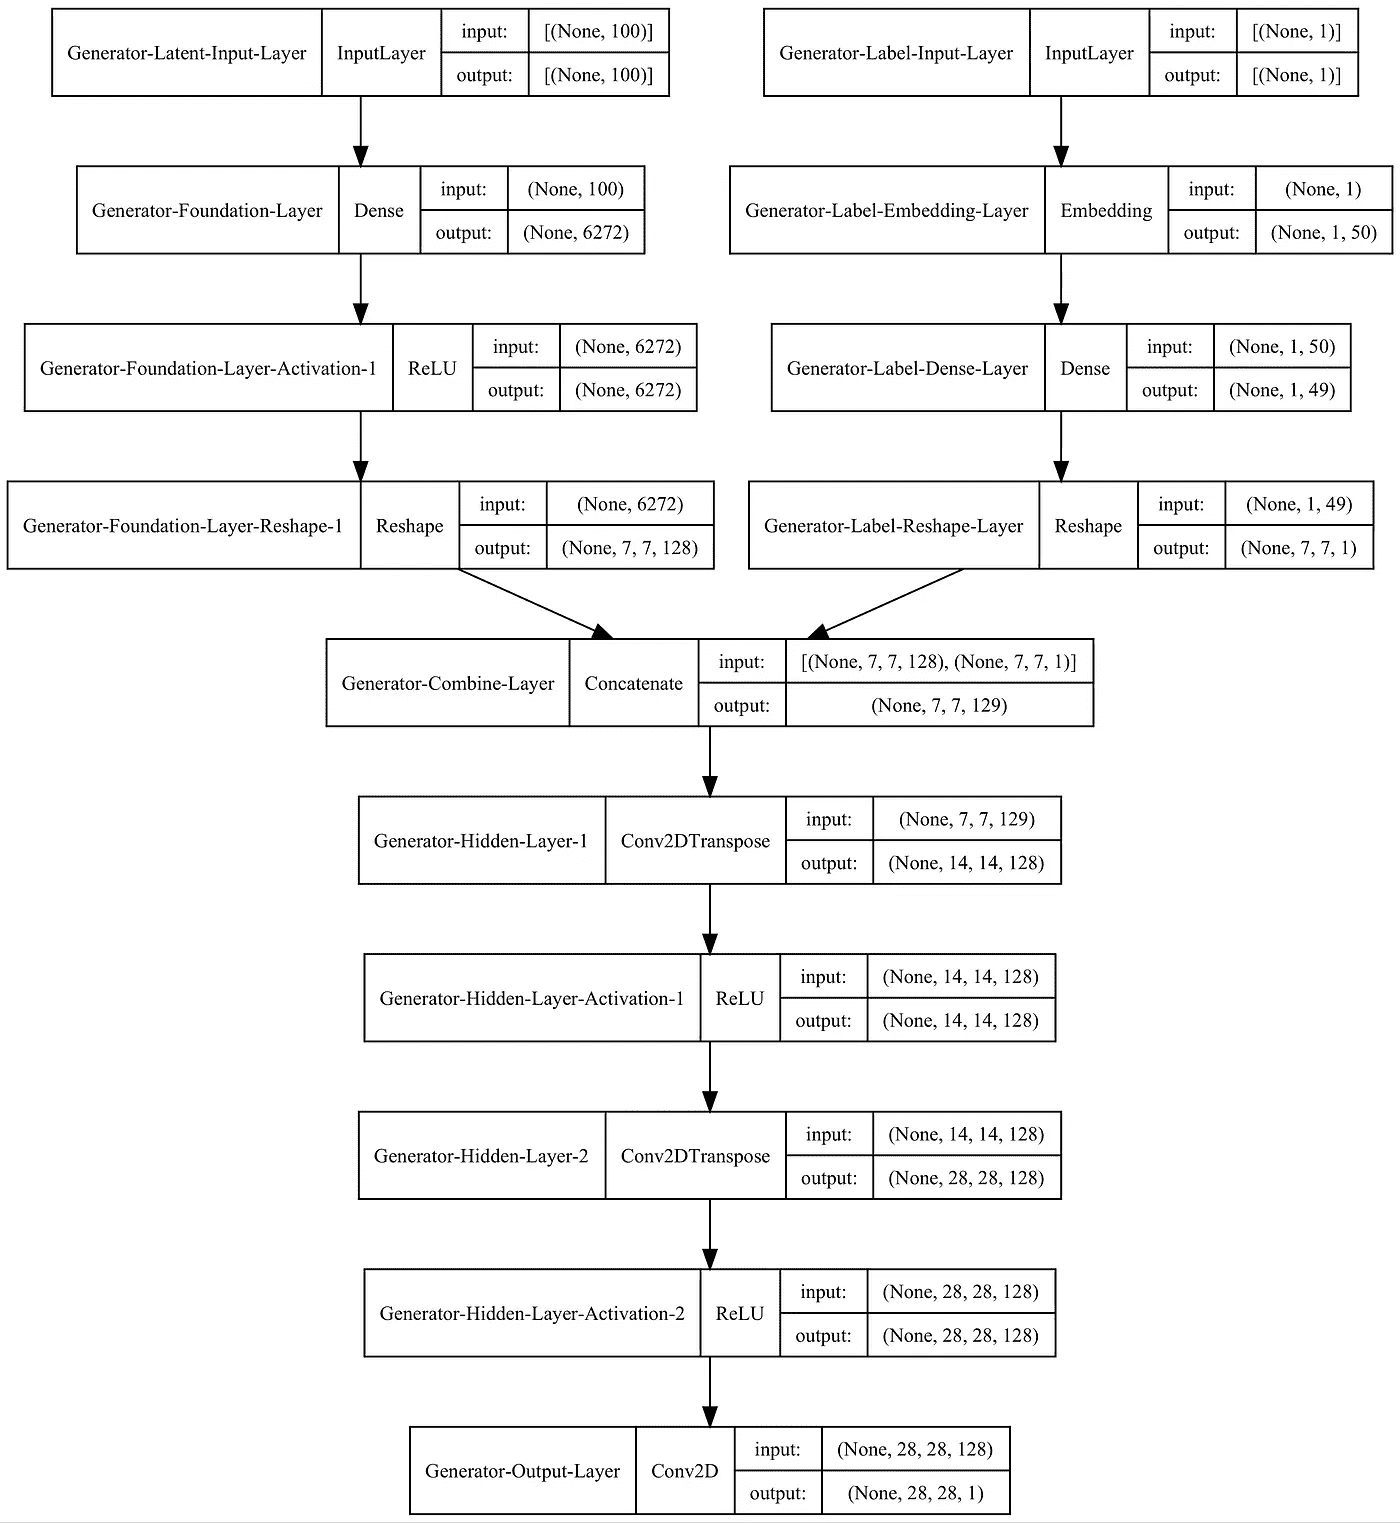 Generator-Latent-Input-Layer InputLayer input: [(None, 100)]
output: [(None, 100)]
Generator-Label-Input-Layer InputLayer input: [(None, 1)]
output: [(None, 1)]
Generator-Foundation-Layer Dense input: (None, 100)
output: (None, 6272)
Generator-Label-Embedding-Layer Embedding input: (None, 1)
output: (None, 1, 50)
Generator-Foundation-Layer-Activation-1 ReLU input: (None, 6272)
output: (None, 6272)
Generator-Label-Dense-Layer Dense input: (None, 1, 50)
output: (None, 1, 49)
Generator-Foundation-Layer-Reshape-1 Reshape input: (None, 6272)
output: (None, 7, 7, 128)
Generator-Label-Reshape-Layer Reshape input: (None, 1, 49)
output: (None, 7, 7, 1)
Generator-Combine-Layer Concatenate input: [(None, 7, 7, 128), (None, 7, 7, 1)]
output: (None, 7, 7, 129)
Generator-Hidden-Layer-1 Conv2DTranspose input: (None, 7, 7, 129)
output: (None, 14, 14, 128)
Generator-Hidden-Layer-Activation-1 ReLU input: (None, 14, 14, 128)
output: (None, 14, 14, 128)
Generator-Hidden-Layer-2 Conv2DTranspose input: (None, 14, 14, 128)
output: (None, 28, 28, 128)
Generator-Hidden-Layer-Activation-2 ReLU input: (None, 28, 28, 128)
output: (None, 28, 28, 128)
Generator-Output-Layer Conv2D input: (None, 28, 28, 128)
output: (None, 28, 28, 1)